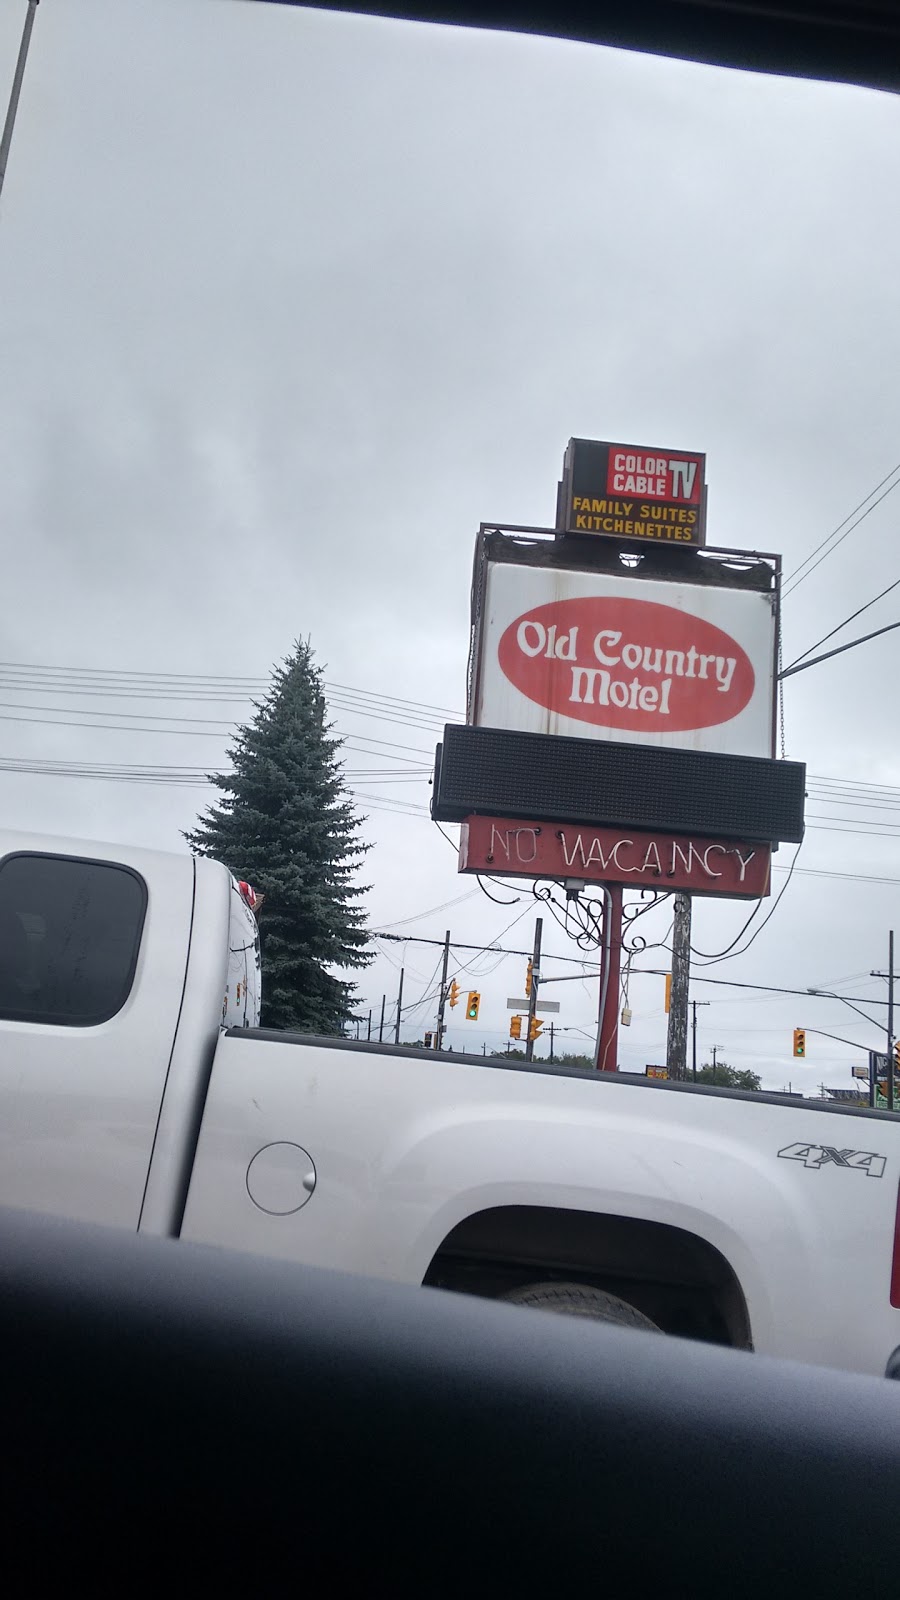 COLOR
CABLE TV
FAMILY SUITES
KITCHENETTES
Old Country
Motel
NO VACANCY
4x4